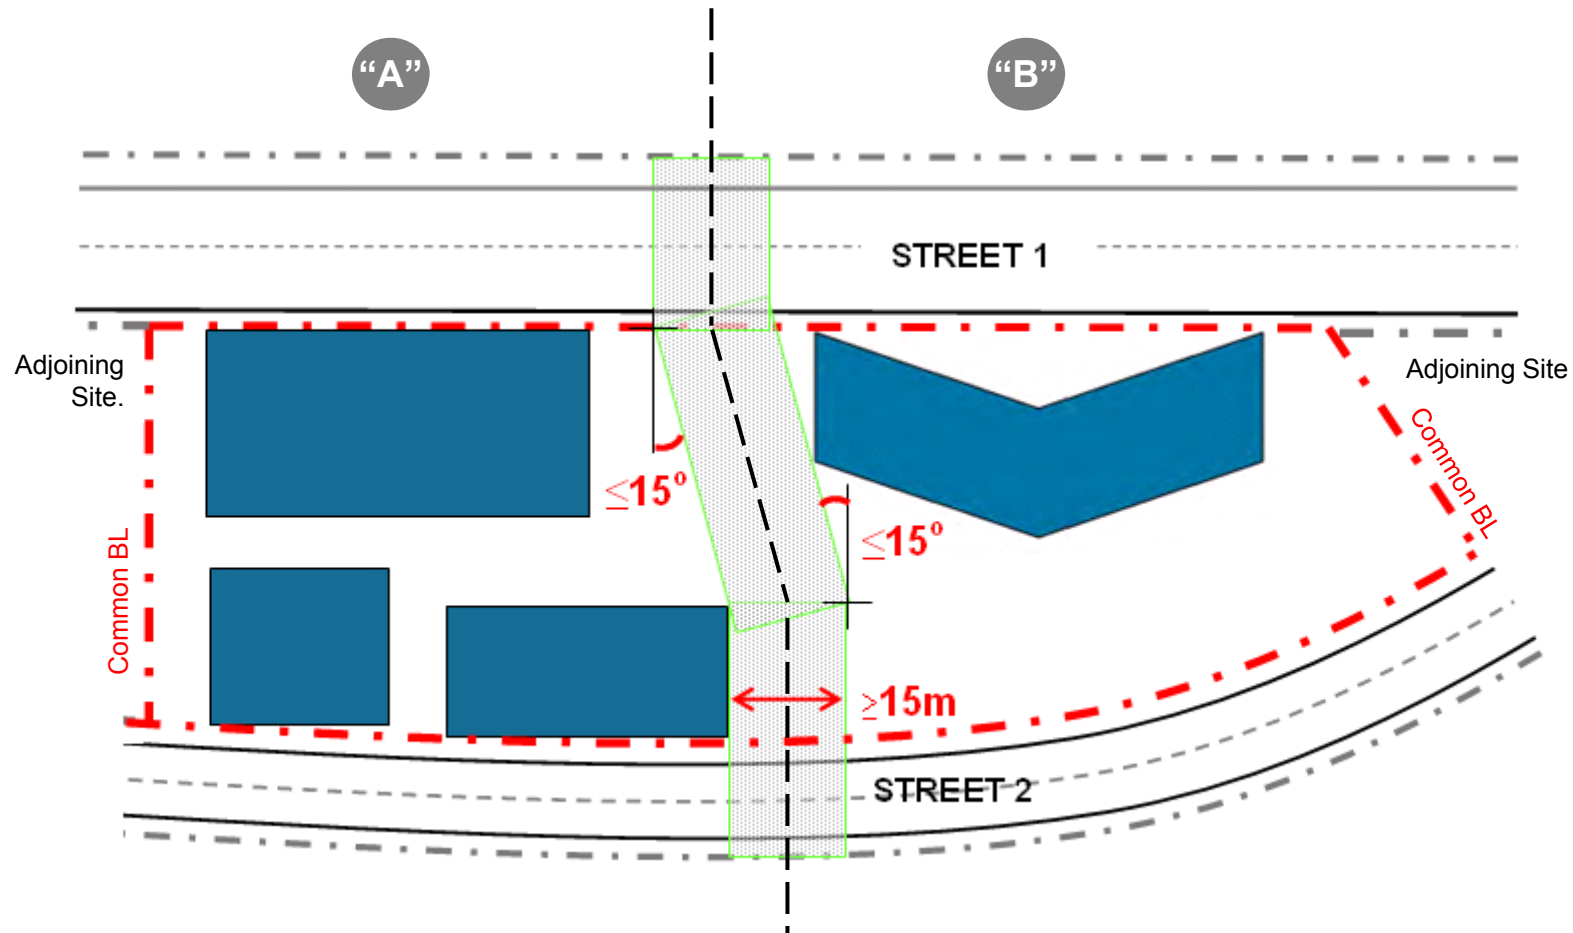 “A”
“B”
STREET 1
Adjoining
Site.
Adjoining Site
Common BL
≤15°
≤15°
Common BL
≥15m
STREET 2